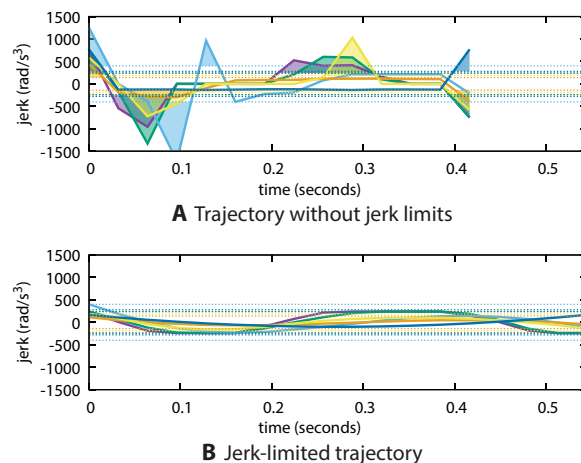 1500
1000
500
0
-500
-1000
-1500
jerk (rad/s³)
0 0.1 0.2 0.3 0.4 0.5
time (seconds)
A Trajectory without jerk limits
1500
1000
500
0
-500
-1000
-1500
jerk (rad/s³)
0 0.1 0.2 0.3 0.4 0.5
time (seconds)
B Jerk-limited trajectory